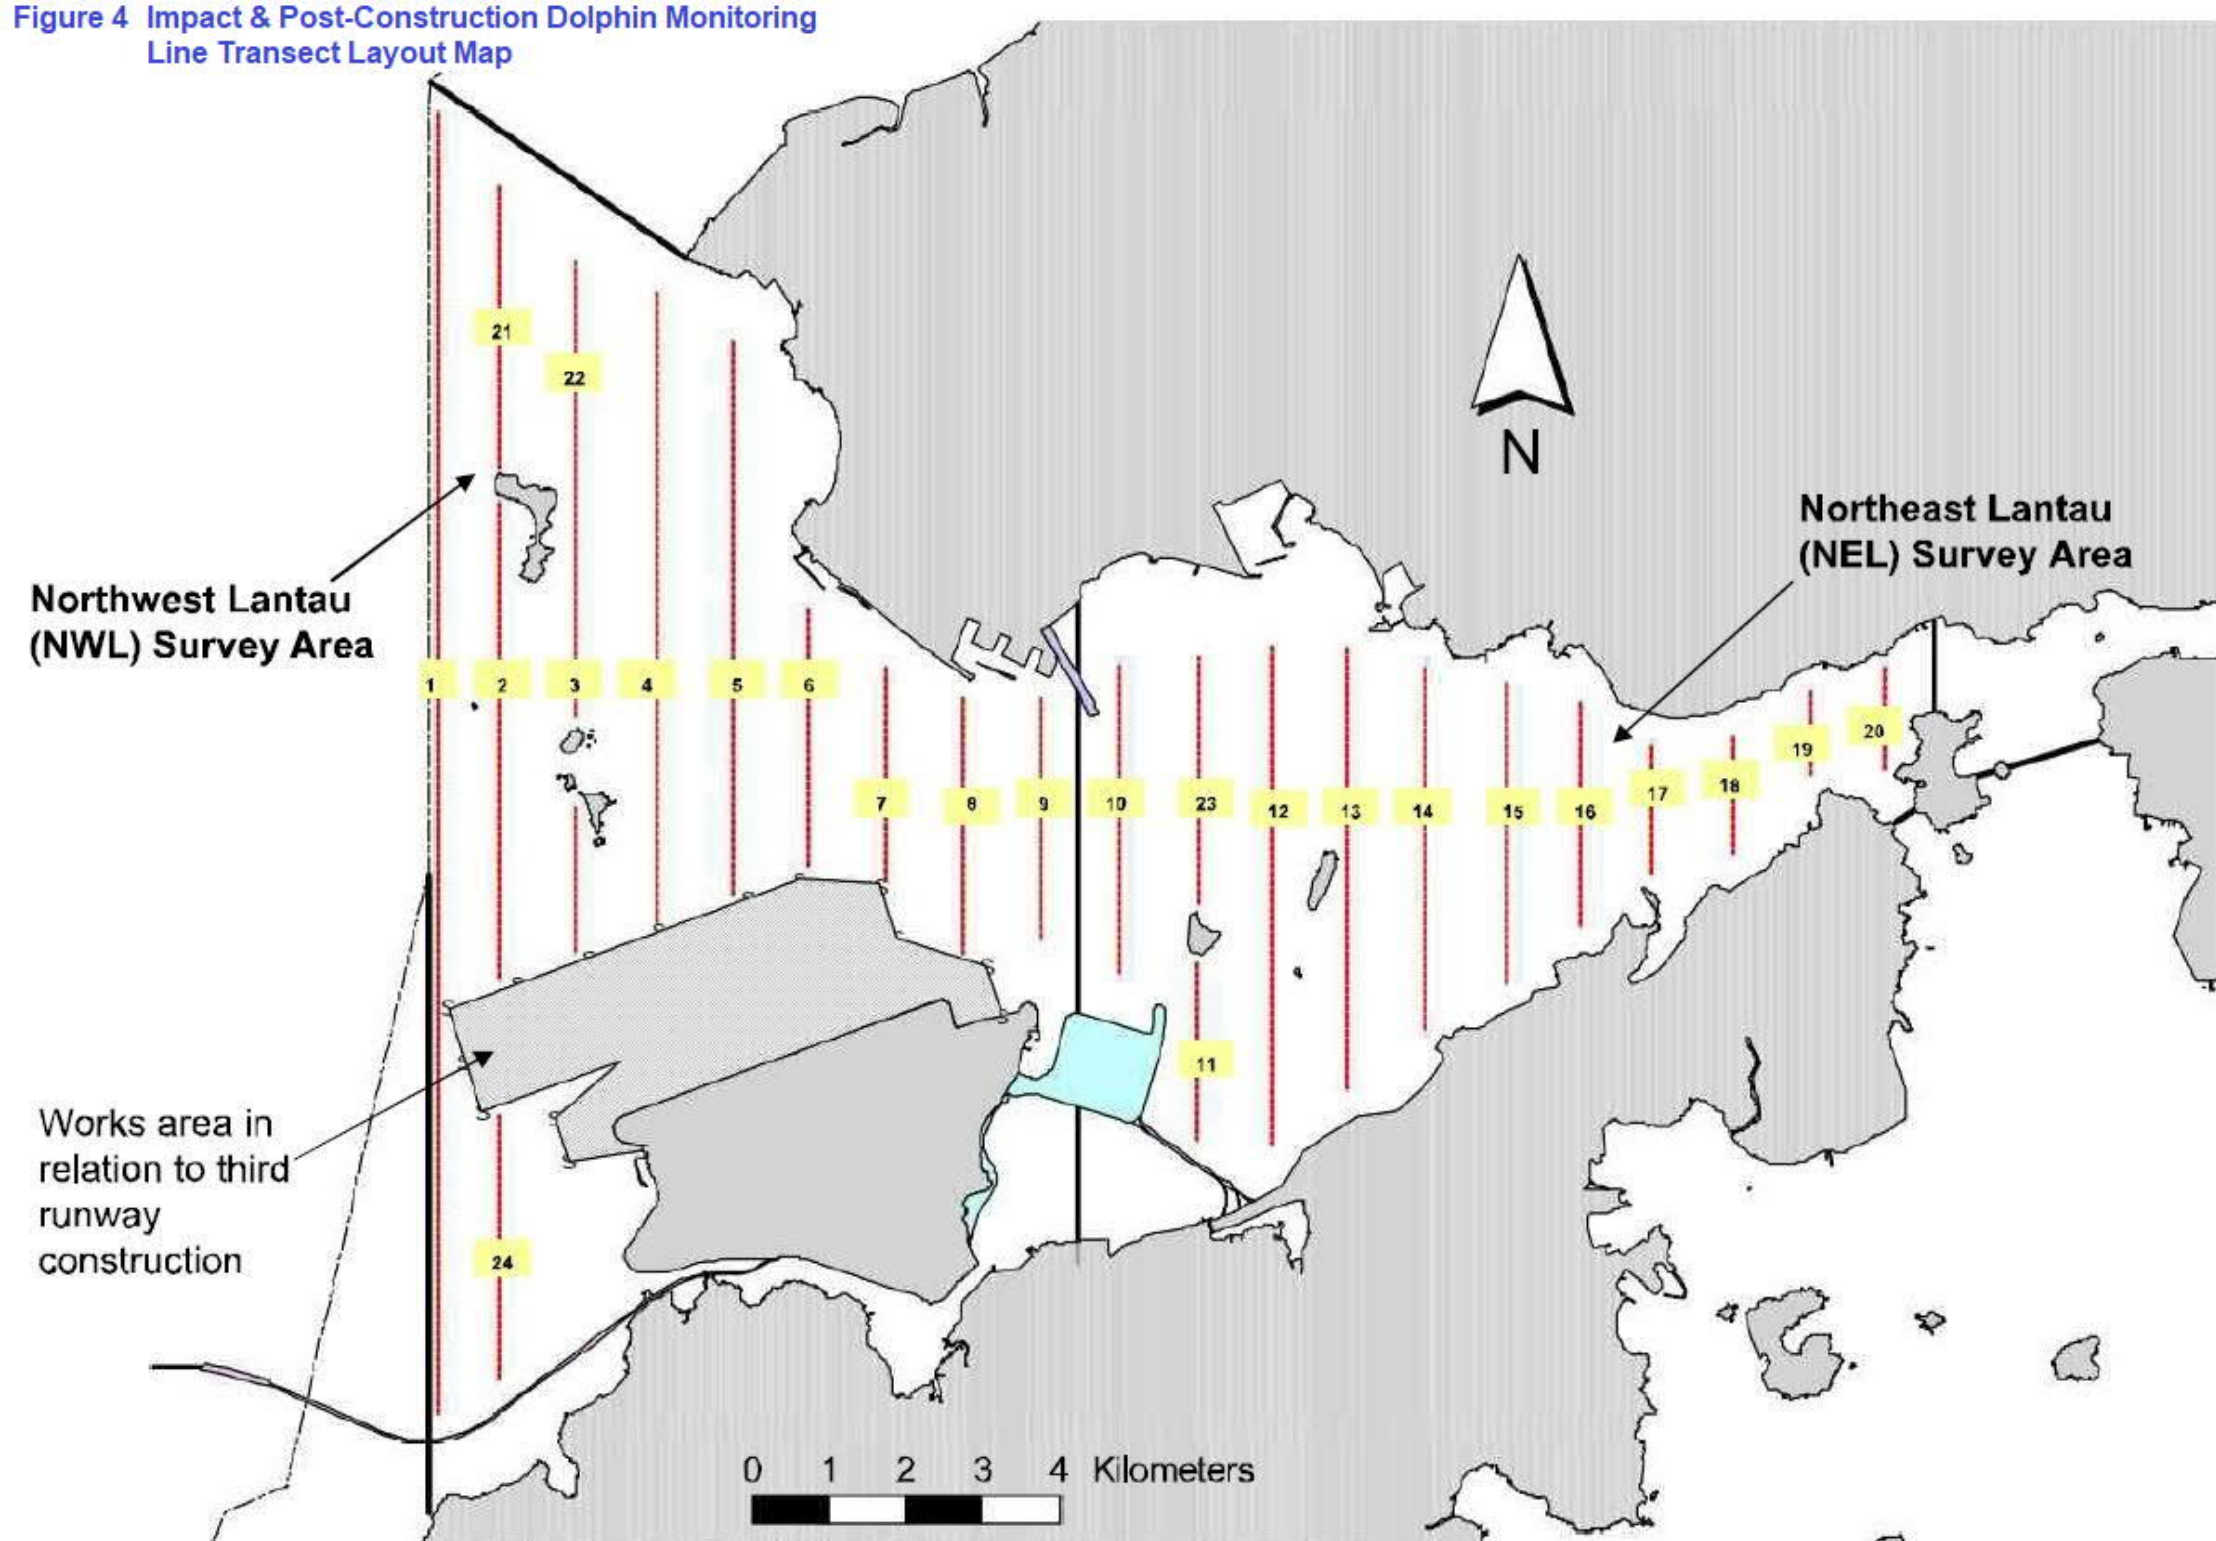 Figure 4 Impact & Post-Construction Dolphin Monitoring
Line Transect Layout Map
21
22
N
Northeast Lantau
(NEL) Survey Area
Northwest Lantau
(NWL) Survey Area
1
2
3
4
5
6
7
8
9
10
23
12
13
14
15
16
17
18
19
20
11
Works area in
relation to third
runway
construction
24
0 1 2 3 4 Kilometers